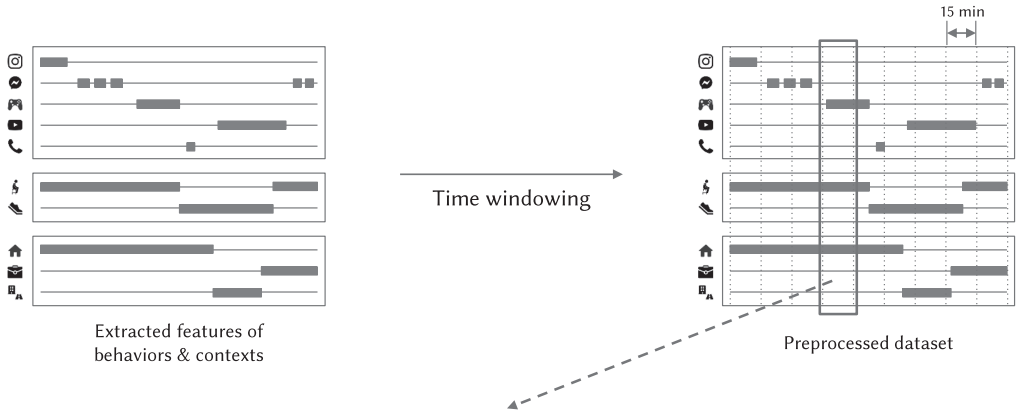 15 min
Time windowing
Extracted features of
behaviors & contexts
Preprocessed dataset